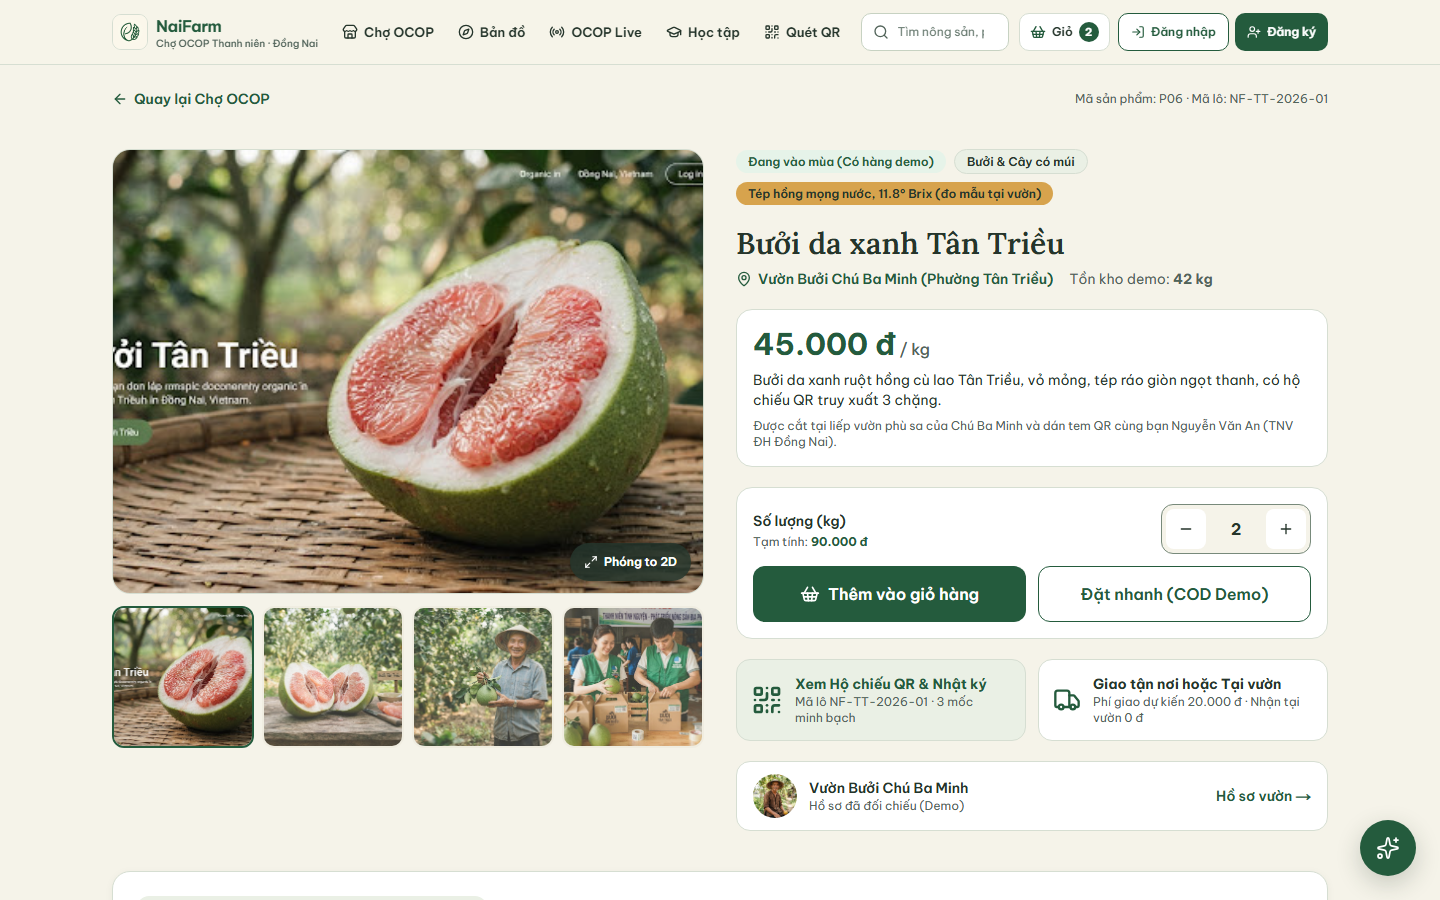 NaiFarm
Chợ OCOP Thanh niên · Đồng Nai
Chợ OCOP
Bản đồ
OCOP Live
Học tập
Quét QR
Tìm nông sản,
Giỏ 2
Đăng nhập
Đăng ký
← Quay lại Chợ OCOP
Mã sản phẩm: P06 · Mã lô: NF-TT-2026-01
Organic in Đồng Nai, Vietnam Log in
ưởi Tân Triều
n Triều
Phóng to 2D
n Triều
Đang vào mùa (Có hàng demo)
Bưởi & Cây có múi
Tép hồng mọng nước, 11.8° Brix (đo mẫu tại vườn)
Bưởi da xanh Tân Triều
Vườn Bưởi Chú Ba Minh (Phường Tân Triều)
Tồn kho demo: 42 kg
45.000 đ / kg
Bưởi da xanh ruột hồng cù lao Tân Triều, vỏ mỏng, tép ráo giòn ngọt thanh, có hộ
chiếu QR truy xuất 3 chặng.
Được cắt tại liếp vườn phù sa của Chú Ba Minh và dán tem QR cùng bạn Nguyễn Văn An (TNV
ĐH Đồng Nai).
Số lượng (kg)
Tạm tính: 90.000 đ
− 2 +
Thêm vào giỏ hàng
Đặt nhanh (COD Demo)
Xem Hộ chiếu QR & Nhật ký
Mã lô NF-TT-2026-01 · 3 mốc
minh bạch
Giao tận nơi hoặc Tại vườn
Phí giao dự kiến 20.000 đ · Nhận tại
vườn 0 đ
Vườn Bưởi Chú Ba Minh
Hồ sơ đã đối chiếu (Demo)
Hồ sơ vườn →